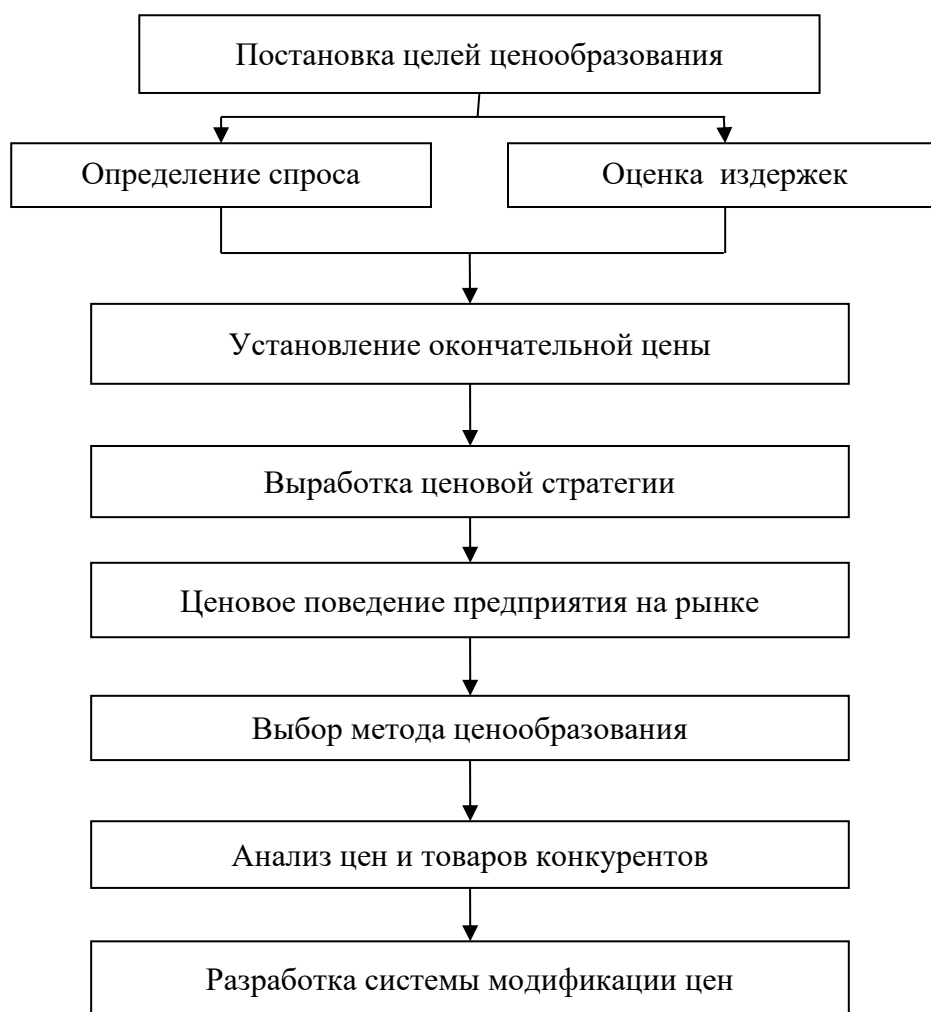 Постановка целей ценообразования
Определение спроса
Оценка издержек
Установление окончательной цены
Выработка ценовой стратегии
Ценовое поведение предприятия на рынке
Выбор метода ценообразования
Анализ цен и товаров конкурентов
Разработка системы модификации цен